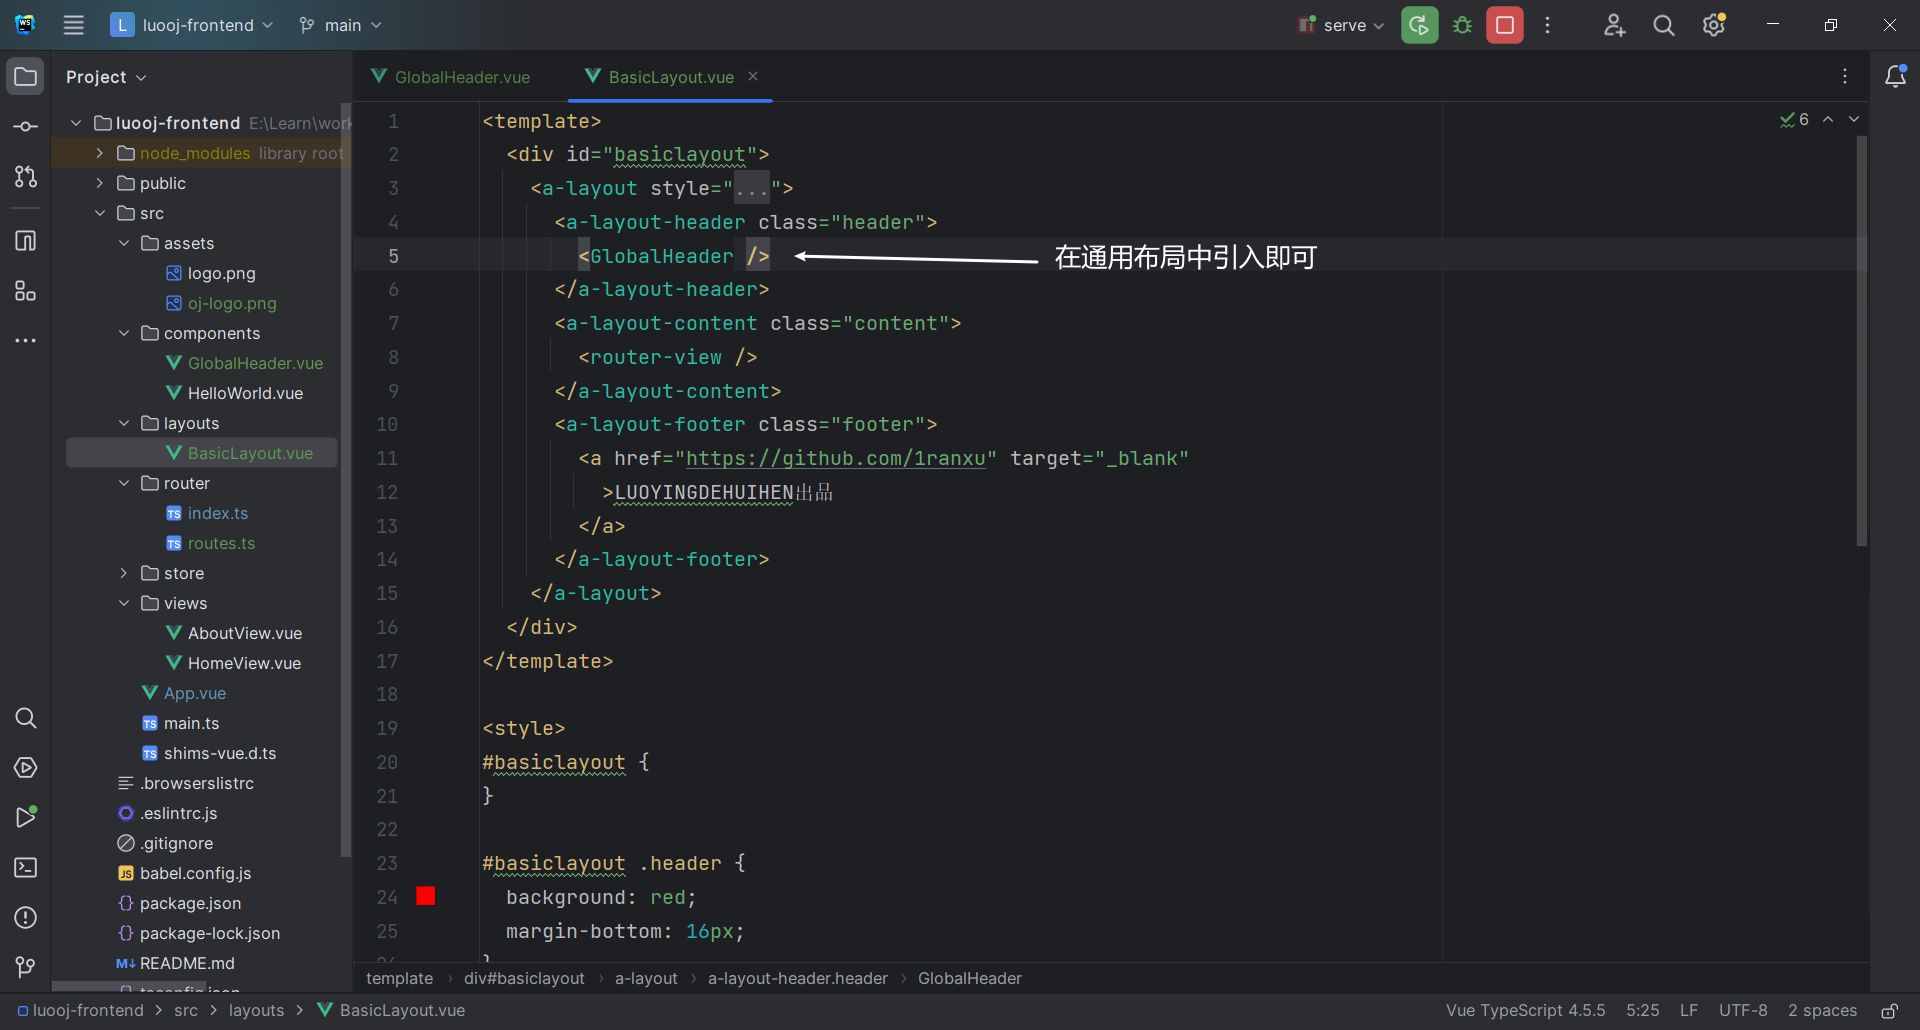 WS
L luooj-frontend
main
serve
Project
GlobalHeader.vue
BasicLayout.vue
luooj-frontend E:\Learn\work
node_modules library root
public
src
assets
logo.png
oj-logo.png
components
GlobalHeader.vue
HelloWorld.vue
layouts
BasicLayout.vue
router
TS index.ts
TS routes.ts
store
views
AboutView.vue
HomeView.vue
App.vue
TS main.ts
TS shims-vue.d.ts
.browserslistrc
.eslintrc.js
.gitignore
JS babel.config.js
{} package.json
{} package-lock.json
M↓ README.md
{} tsconfig.json
6
1 <template>
2 <div id="basiclayout">
3 <a-layout style="...">
4 <a-layout-header class="header">
5 <GlobalHeader />
在通用布局中引入即可
6 </a-layout-header>
7 <a-layout-content class="content">
8 <router-view />
9 </a-layout-content>
10 <a-layout-footer class="footer">
11 <a href="https://github.com/1ranxu" target="_blank"
12 >LUOYINGDEHUIHEN出品
13 </a>
14 </a-layout-footer>
15 </a-layout>
16 </div>
17 </template>
18
19 <style>
20 #basiclayout {
21 }
22
23 #basiclayout .header {
24 background: red;
25 margin-bottom: 16px;
26 }
template › div#basiclayout › a-layout › a-layout-header.header › GlobalHeader
luooj-frontend > src > layouts > BasicLayout.vue
Vue TypeScript 4.5.5 5:25 LF UTF-8 2 spaces